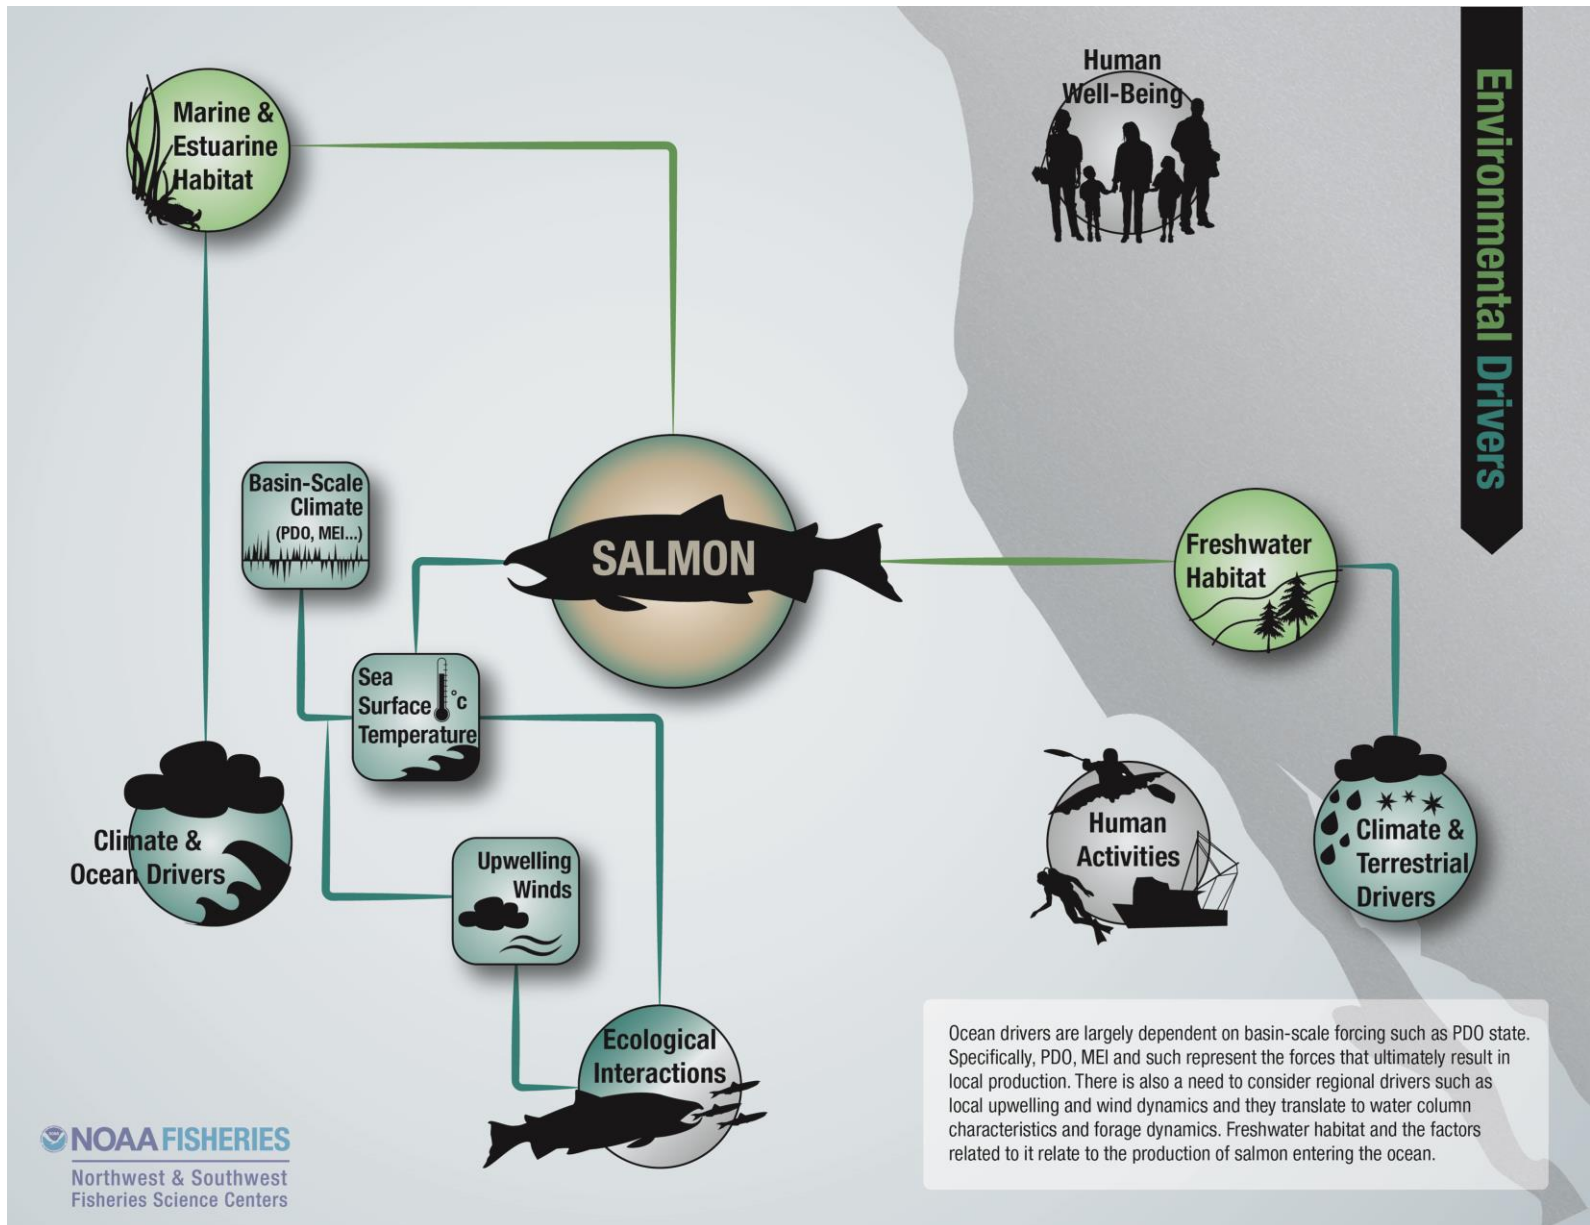 Human
Well-Being
Environmental Drivers
Marine &
Estuarine
Habitat
Basin-Scale
Climate
(PDO, MEI...)
SALMON
Freshwater
Habitat
Sea
Surface °C
Temperature
Climate &
Ocean Drivers
Upwelling
Winds
Human
Activities
Climate &
Terrestrial
Drivers
Ecological
Interactions
Ocean drivers are largely dependent on basin-scale forcing such as PDO state.
Specifically, PDO, MEI and such represent the forces that ultimately result in
local production. There is also a need to consider regional drivers such as
local upwelling and wind dynamics and they translate to water column
characteristics and forage dynamics. Freshwater habitat and the factors
related to it relate to the production of salmon entering the ocean.
NOAA FISHERIES
Northwest & Southwest
Fisheries Science Centers